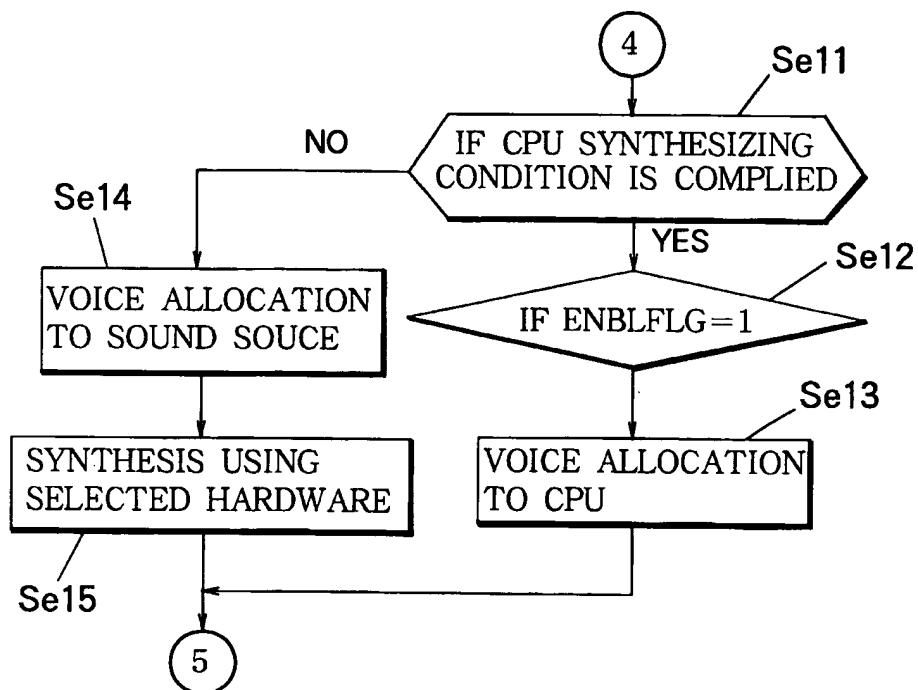 4
Se11
IF CPU SYNTHESIZING
CONDITION IS COMPLIED
NO
YES
Se14
VOICE ALLOCATION
TO SOUND SOUCE
Se12
IF ENBLFLG=1
Se13
VOICE ALLOCATION
TO CPU
SYNTHESIS USING
SELECTED HARDWARE
Se15
5